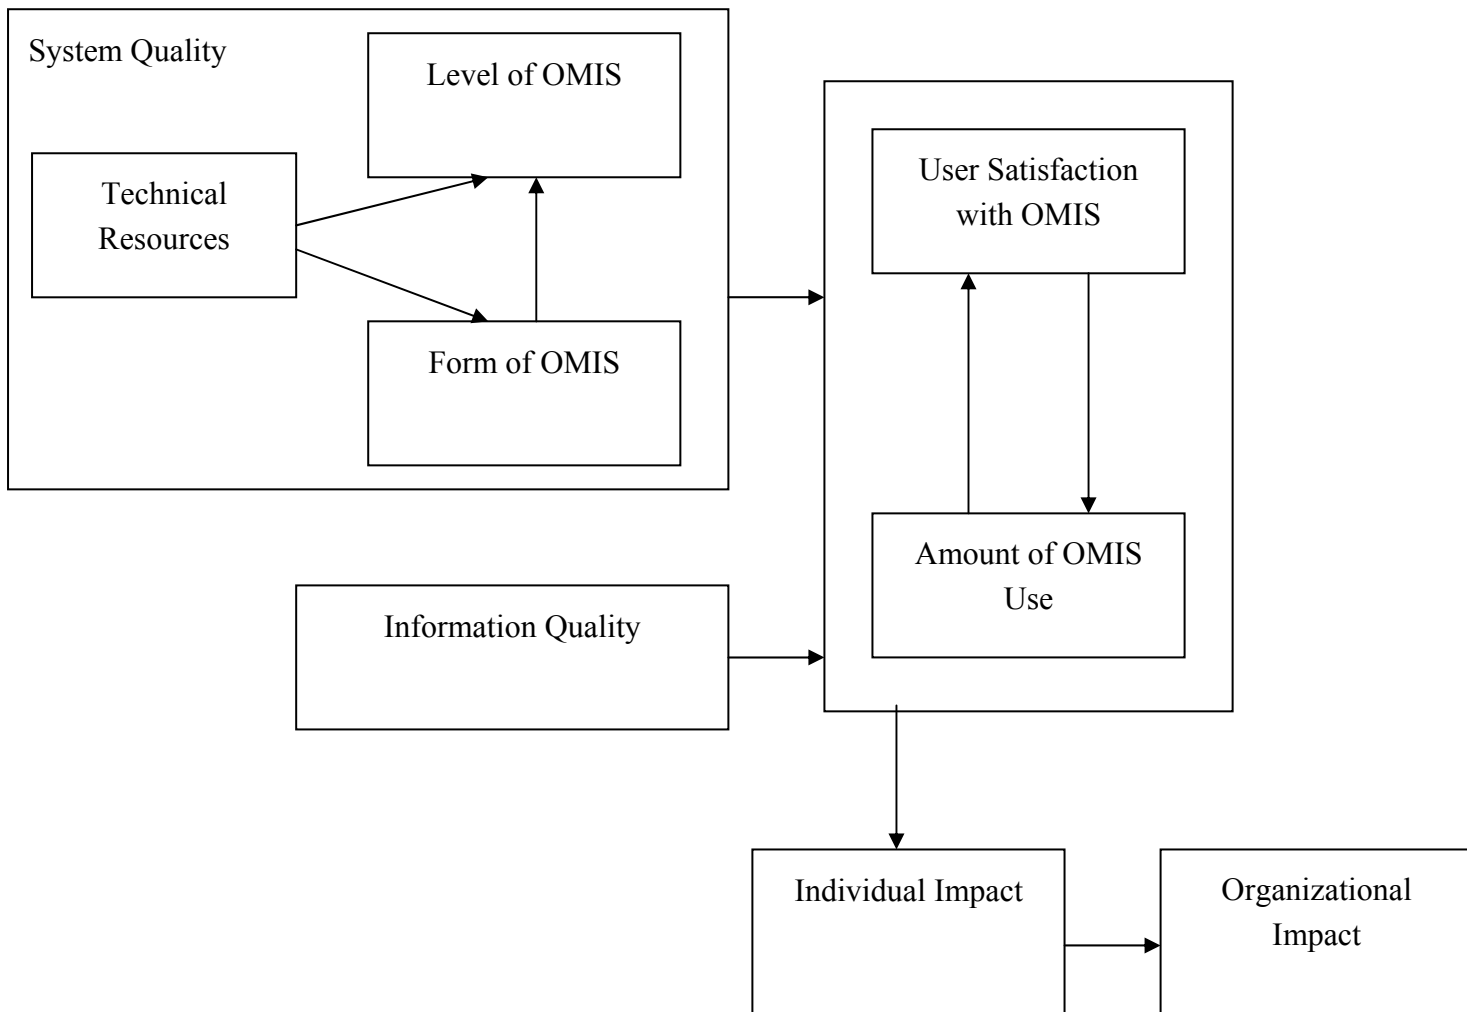 System Quality
Level of OMIS
Technical
Resources
Form of OMIS
User Satisfaction
with OMIS
Amount of OMIS
Use
Information Quality
Individual Impact
Organizational
Impact